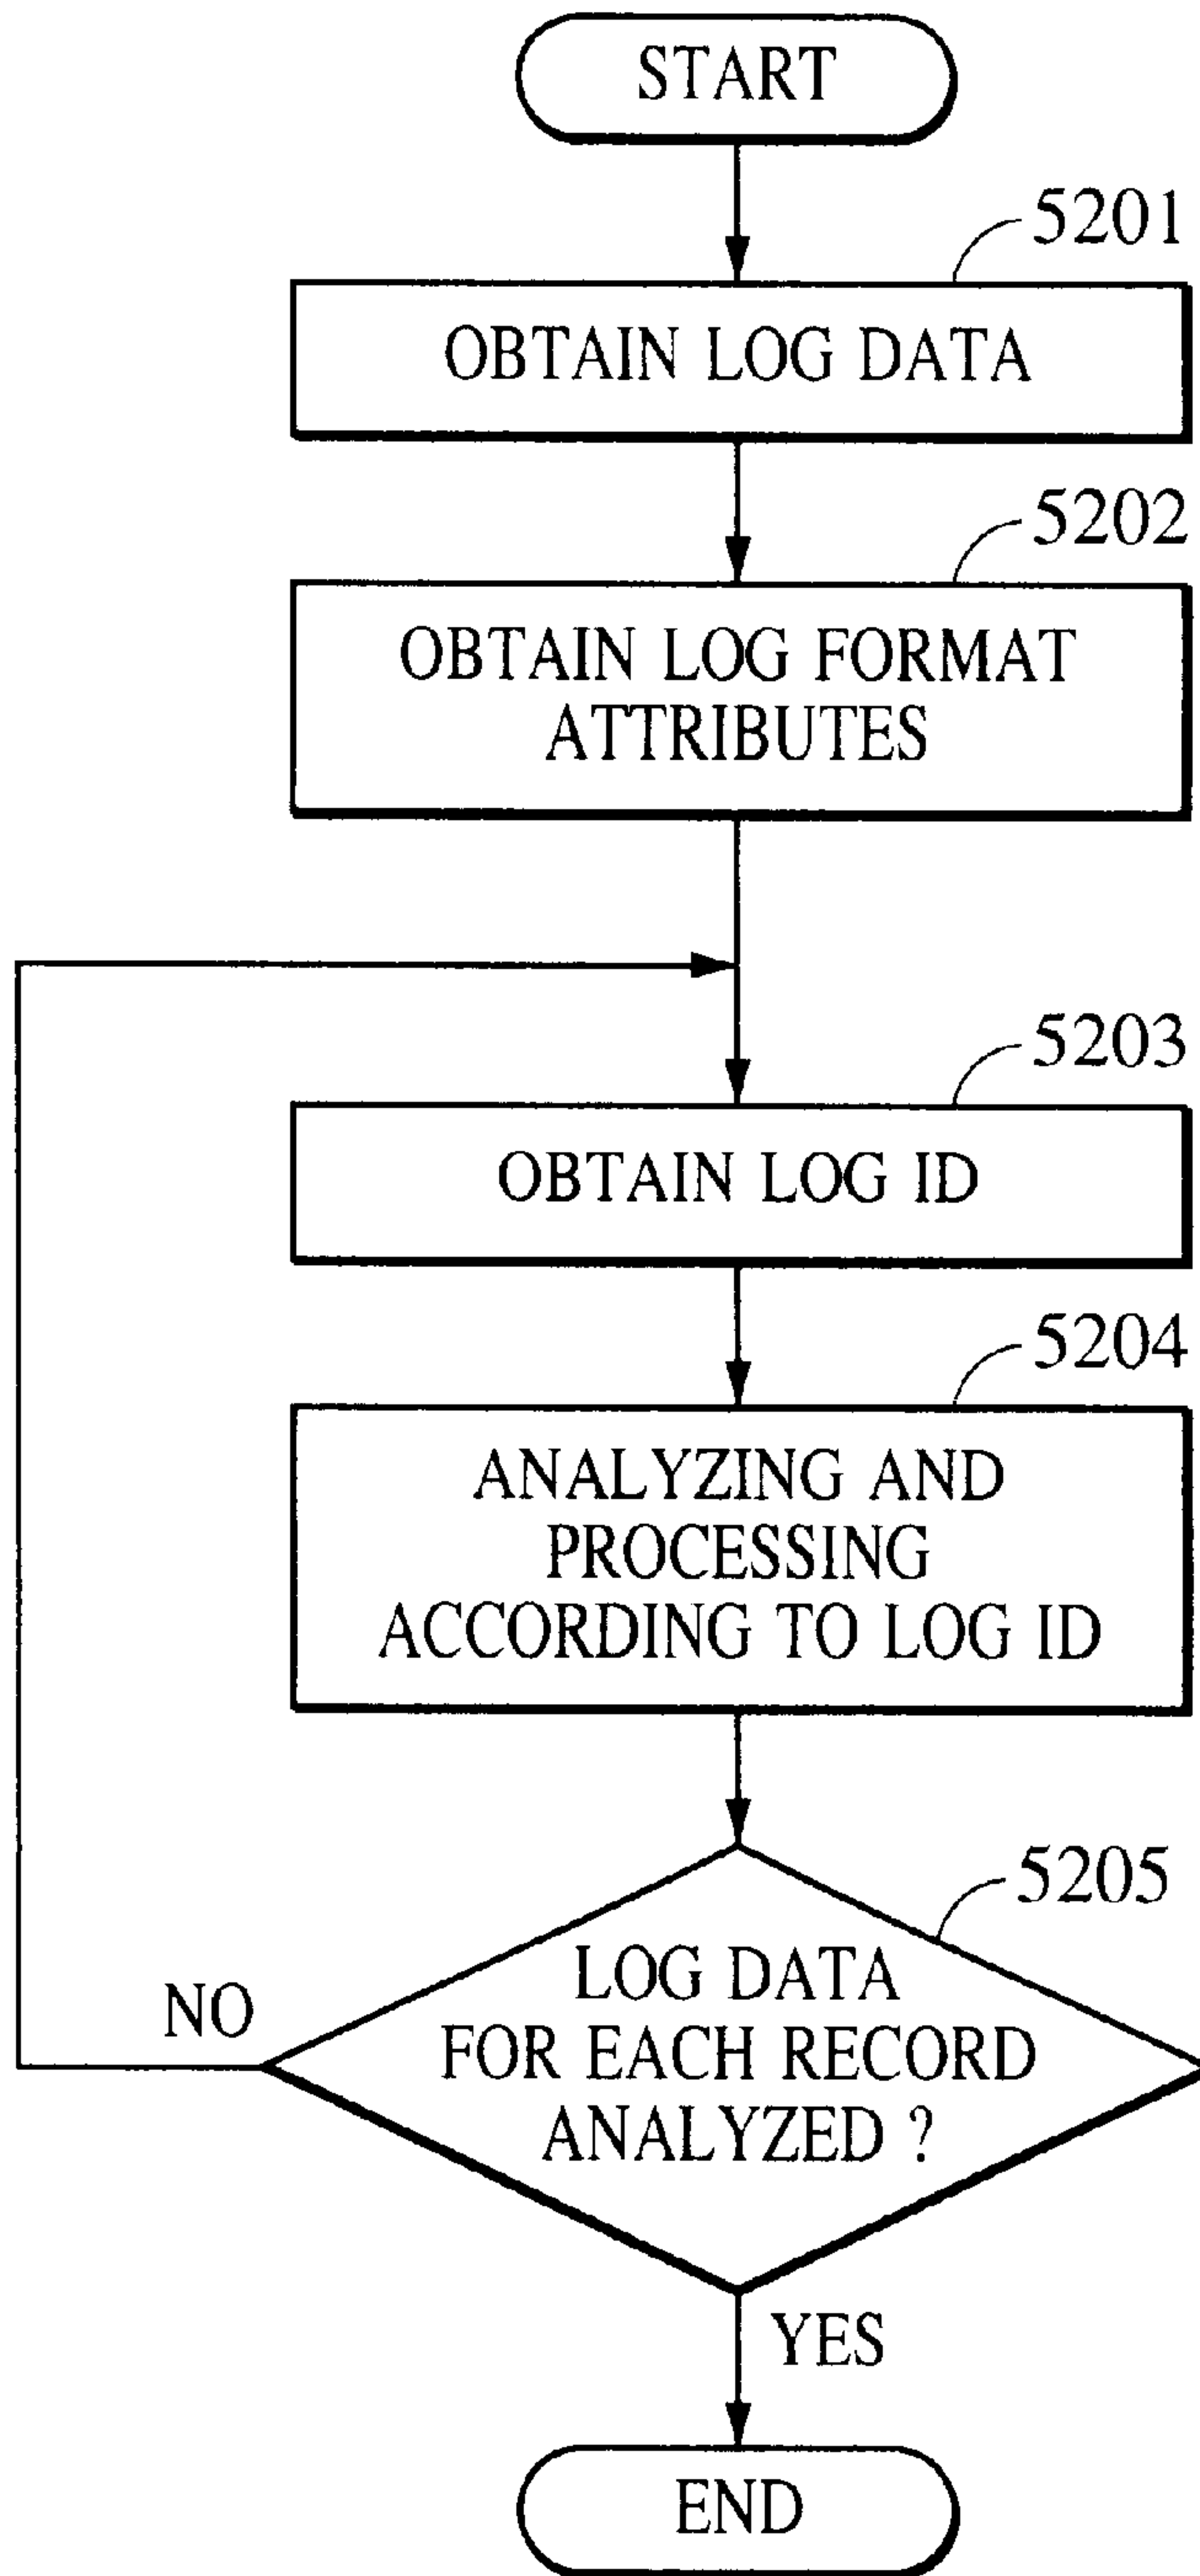 START
5201
OBTAIN LOG DATA
5202
OBTAIN LOG FORMAT
ATTRIBUTES
5203
OBTAIN LOG ID
5204
ANALYZING AND
PROCESSING
ACCORDING TO LOG ID
5205
LOG DATA
FOR EACH RECORD
ANALYZED ?
NO
YES
END